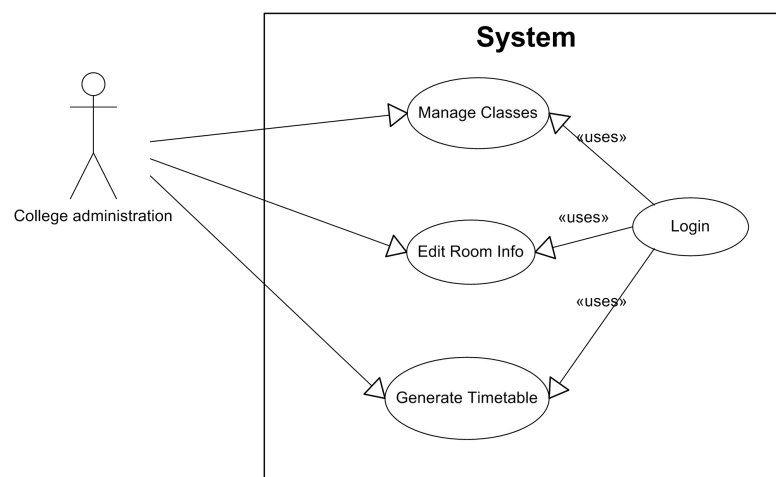 System
Manage Classes
«uses»
College administration
«uses»
Login
Edit Room Info
«uses»
Generate Timetable